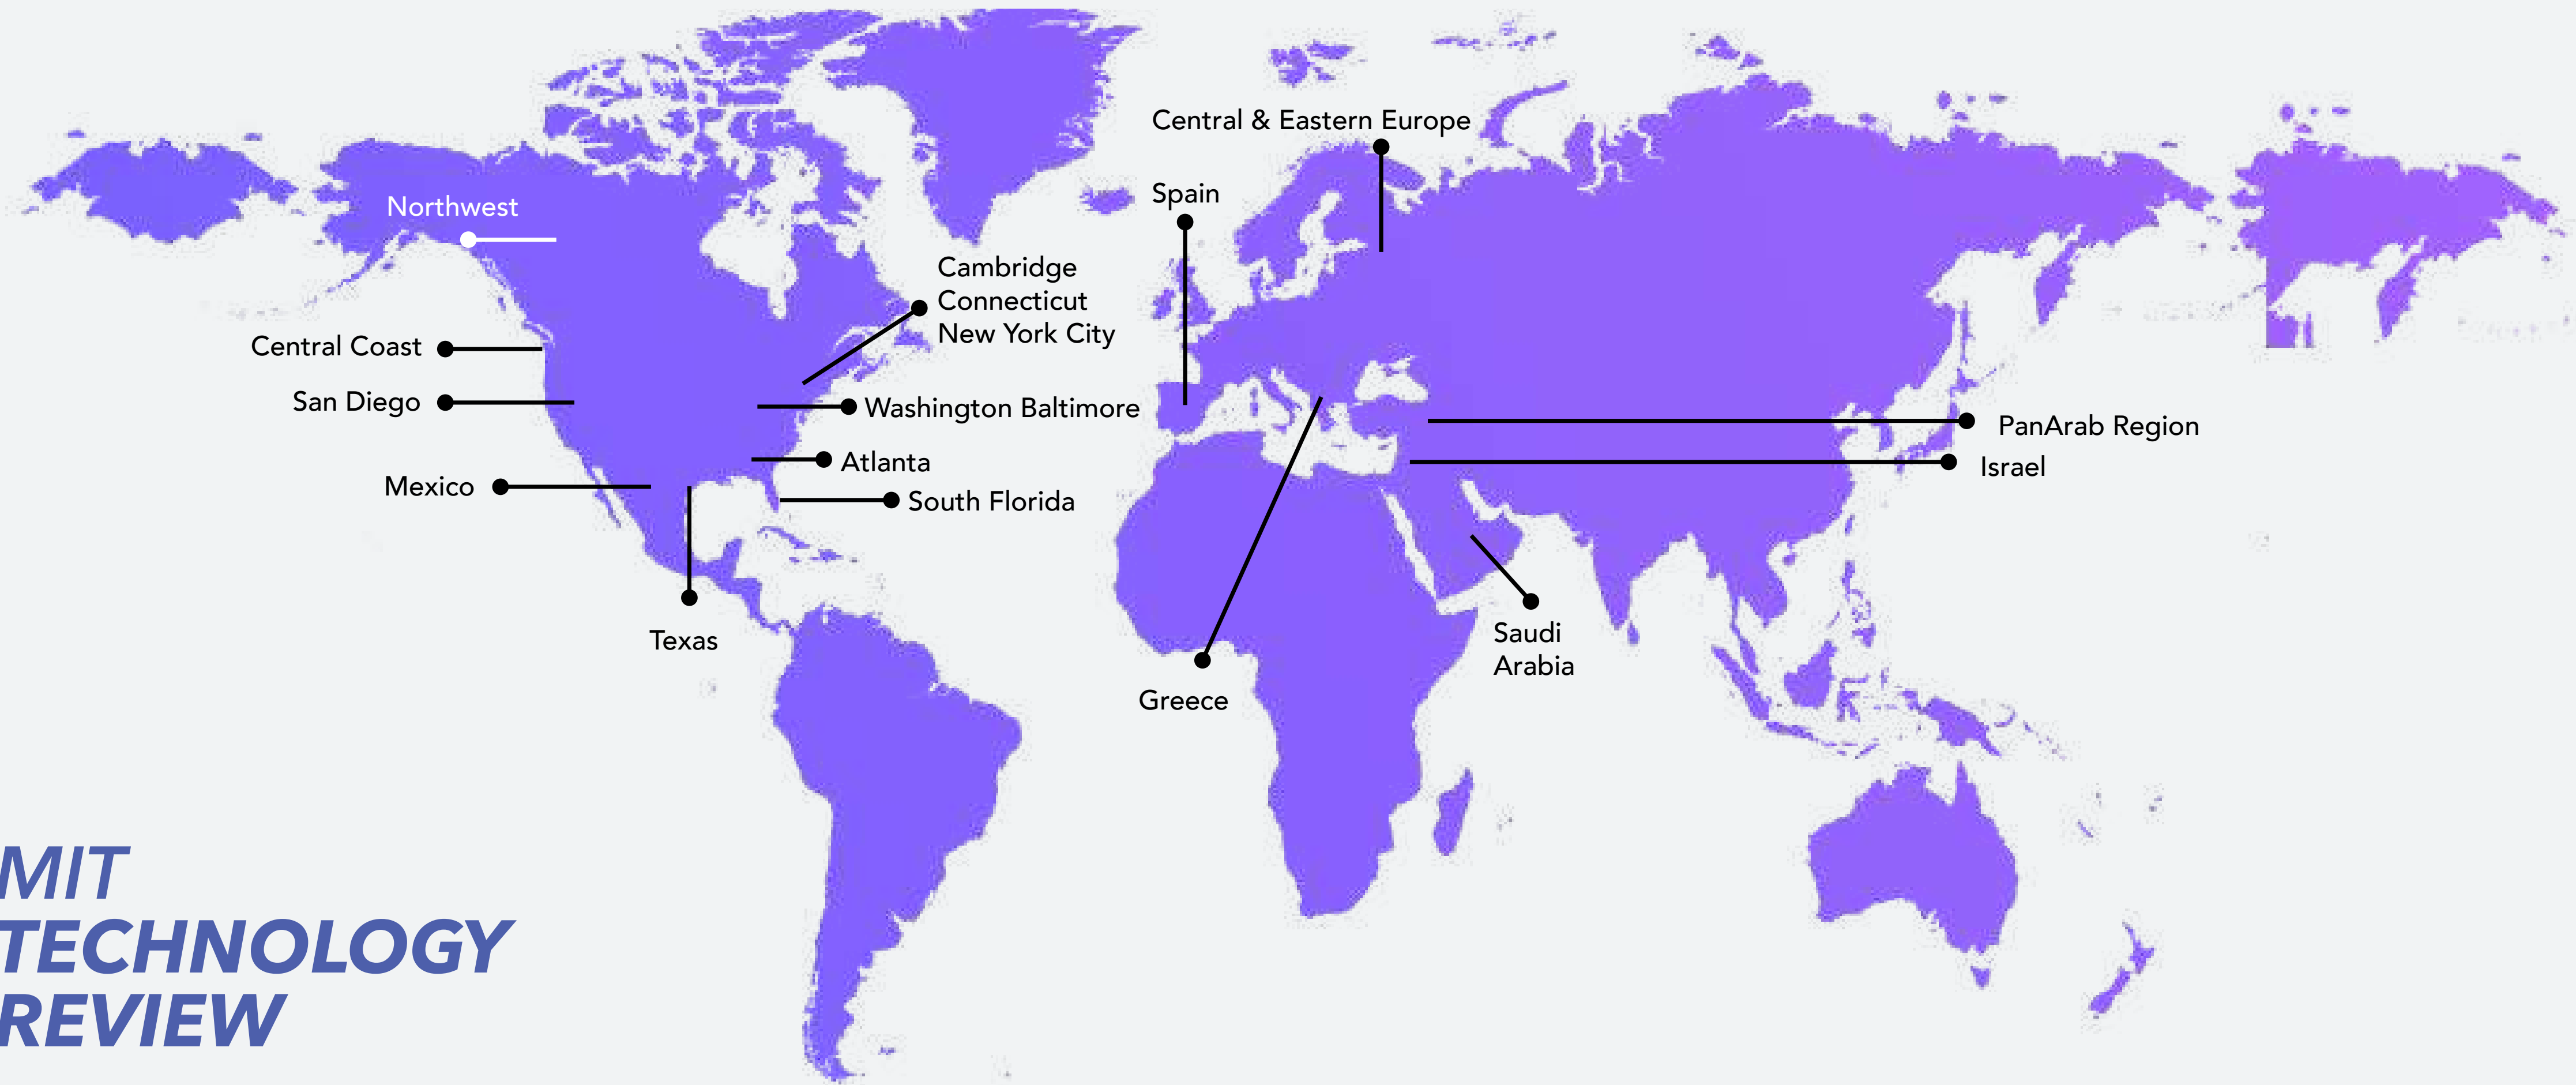 Central & Eastern Europe
Spain
Northwest
Cambridge
Connecticut
New York City
Central Coast
San Diego
Washington Baltimore
PanArab Region
Atlanta
Israel
Mexico
South Florida
Texas
Saudi
Arabia
Greece
MIT
TECHNOLOGY
REVIEW